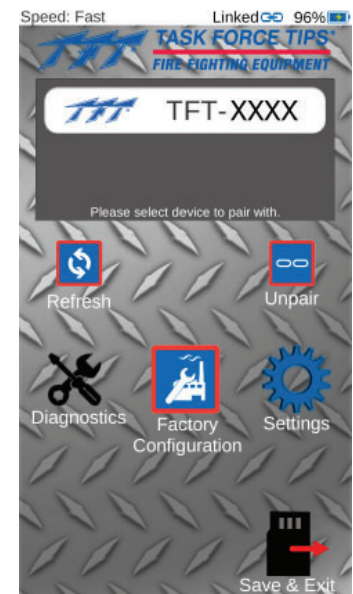 Speed: Fast Linked 96%
TFT TASK FORCE TIPS®
FIRE FIGHTING EQUIPMENT
TFT TFT-XXXX
Please select device to pair with.
Refresh Unpair
Diagnostics Factory Configuration Settings
Save & Exit